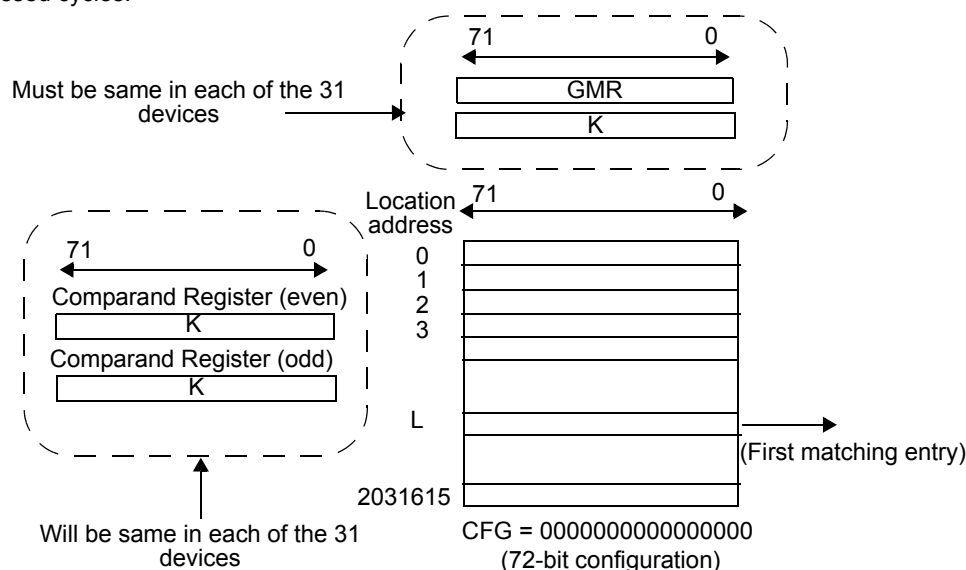 71 0
Must be same in each of the 31
devices
GMR
K
Location
address
71 0
71 0
Comparand Register (even)
K
Comparand Register (odd)
K
0
1
2
3
L
(First matching entry)
2031615
Will be same in each of the 31
devices
CFG = 0000000000000000
(72-bit configuration)